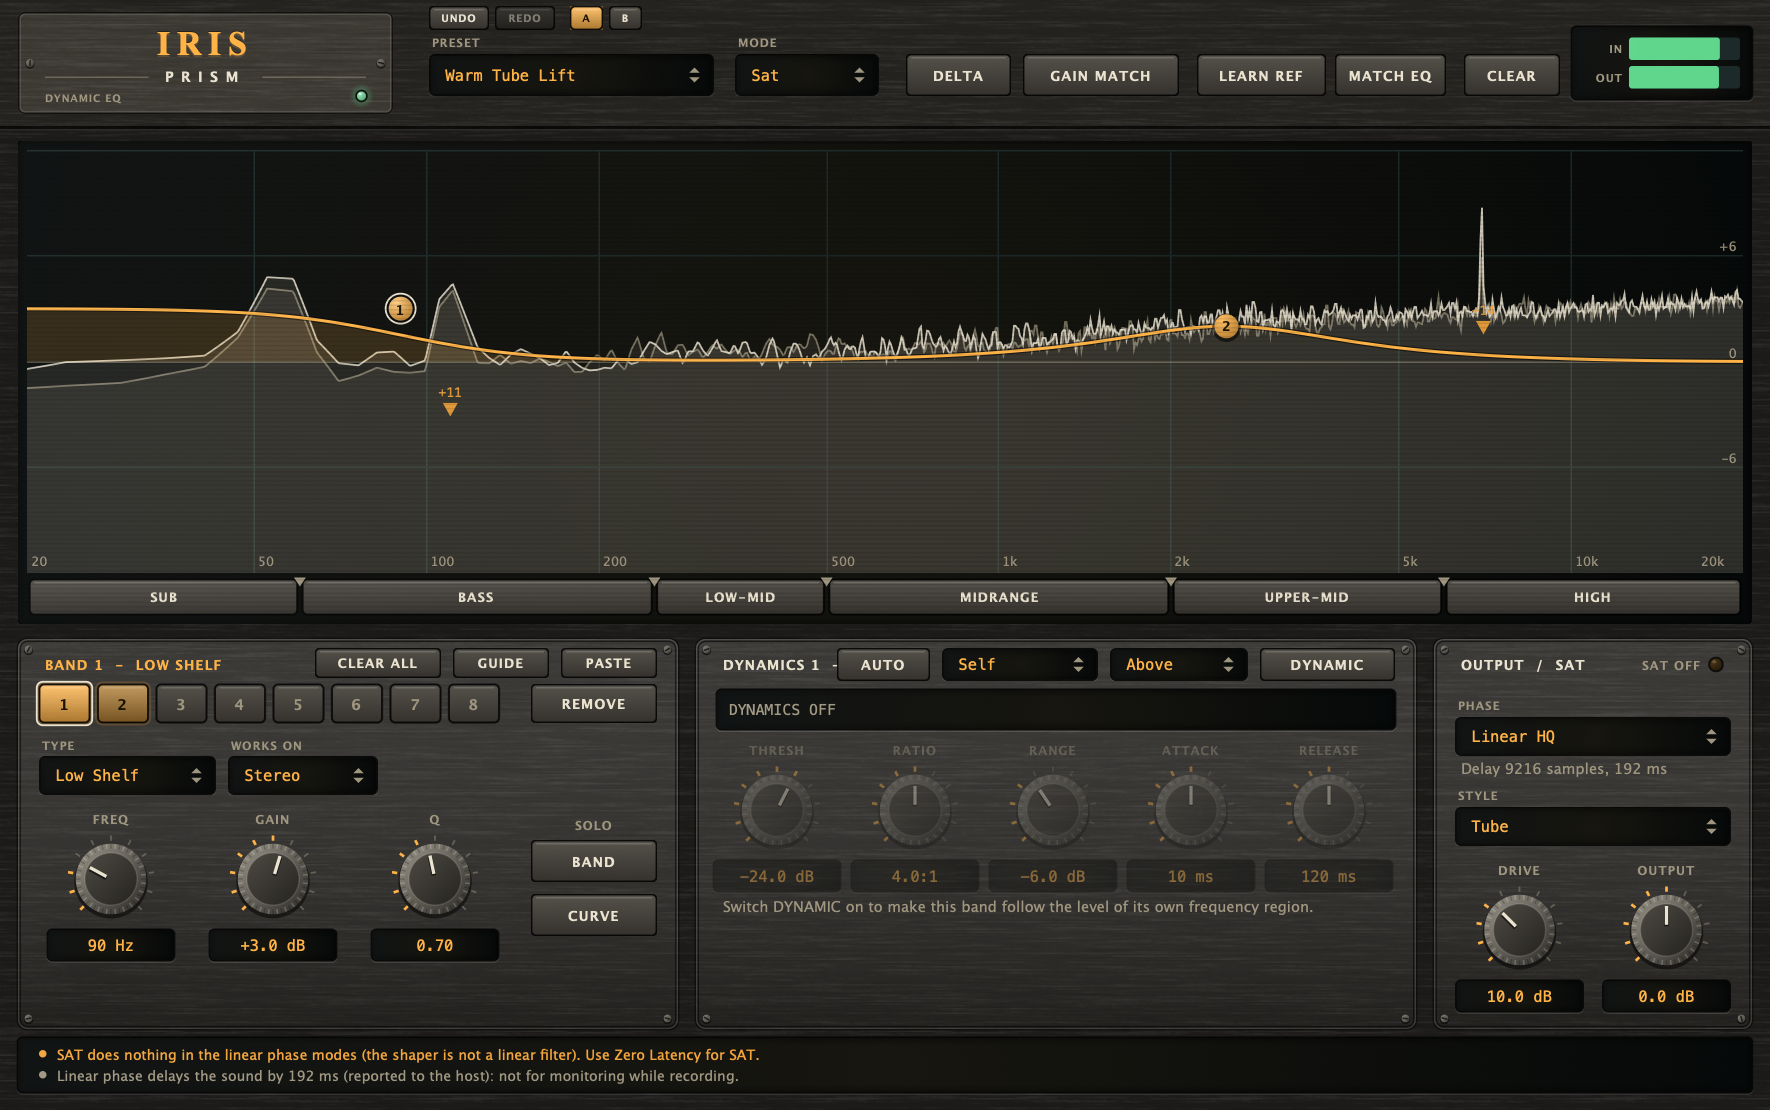 UNDO REDO A B
IRIS
PRISM
DYNAMIC EQ
PRESET MODE
Warm Tube Lift Sat DELTA GAIN MATCH LEARN REF MATCH EQ CLEAR
IN
OUT
+6
1
2
0
+11
-6
20 50 100 200 500 1k 2k 5k 10k 20k
SUB BASS LOW-MID MIDRANGE UPPER-MID HIGH
BAND 1 - LOW SHELF CLEAR ALL GUIDE PASTE
1 2 3 4 5 6 7 8 REMOVE
TYPE WORKS ON
Low Shelf Stereo
FREQ GAIN Q SOLO
BAND
CURVE
90 Hz +3.0 dB 0.70
DYNAMICS 1 - AUTO Self Above DYNAMIC
DYNAMICS OFF
THRESH RATIO RANGE ATTACK RELEASE
-24.0 dB 4.0:1 -6.0 dB 10 ms 120 ms
Switch DYNAMIC on to make this band follow the level of its own frequency region.
OUTPUT / SAT SAT OFF
PHASE
Linear HQ
Delay 9216 samples, 192 ms
STYLE
Tube
DRIVE OUTPUT
10.0 dB 0.0 dB
SAT does nothing in the linear phase modes (the shaper is not a linear filter). Use Zero Latency for SAT.
Linear phase delays the sound by 192 ms (reported to the host): not for monitoring while recording.